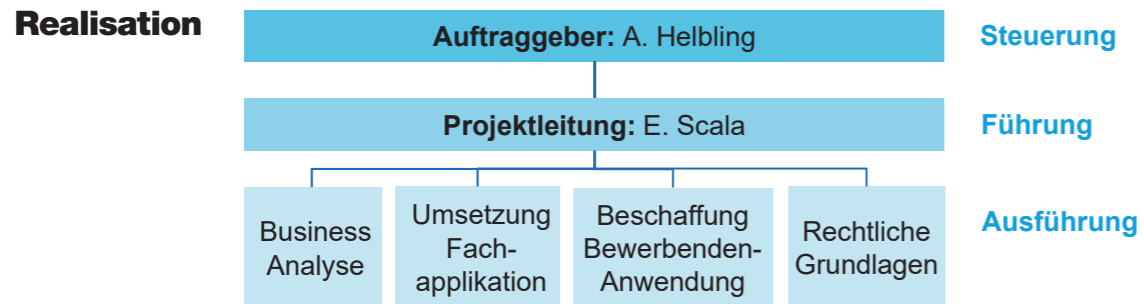 Realisation
Auftraggeber: A. Helbling
Steuerung
Projektleitung: E. Scala
Führung
Business
Analyse
Umsetzung
Fach-
applikation
Beschaffung
Bewerbenden-
Anwendung
Rechtliche
Grundlagen
Ausführung